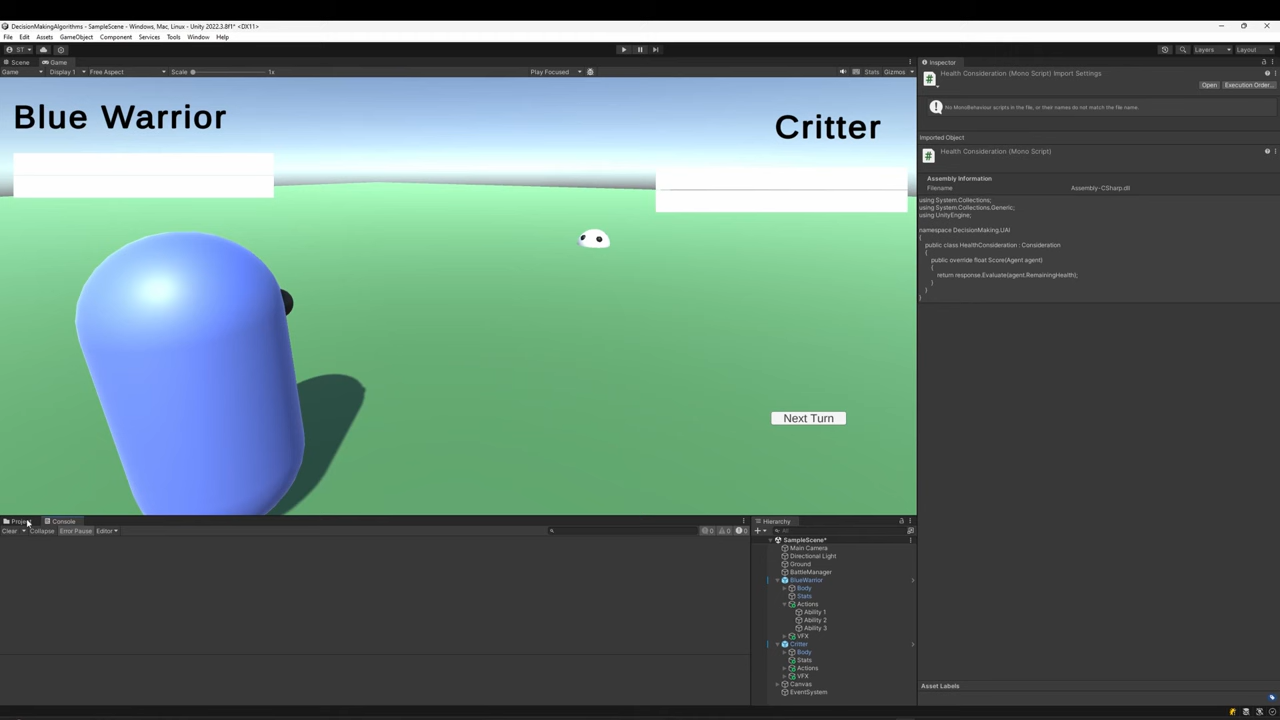 DecisionMakingAlgorithms - SampleScene - Windows, Mac, Linux - Unity 2022.3.8f1* <DX11>
File Edit Assets GameObject Component Services Tools Window Help
ST
Layers Layout
Scene Game
Inspector
Game Display 1 Free Aspect Scale 1x Play Focused Stats Gizmos
Health Consideration (Mono Script) Import Settings
Open Execution Order...
Blue Warrior
Critter
No MonoBehaviour scripts in the file, or their names do not match the file name.
Imported Object
Health Consideration (Mono Script)
Assembly Information
Filename Assembly-CSharp.dll
using System.Collections;
using System.Collections.Generic;
using UnityEngine;
namespace DecisionMaking.UAI
{
public class HealthConsideration : Consideration
{
public override float Score(Agent agent)
{
return response.Evaluate(agent.RemainingHealth);
}
}
}
Next Turn
Console
Clear Collapse Error Pause Editor
0 0 0
Hierarchy
All
SampleScene*
Main Camera
Directional Light
Ground
BattleManager
BlueWarrior
Body
Stats
Actions
Ability 1
Ability 2
Ability 3
VFX
Critter
Body
Stats
Actions
VFX
Canvas
EventSystem
Asset Labels